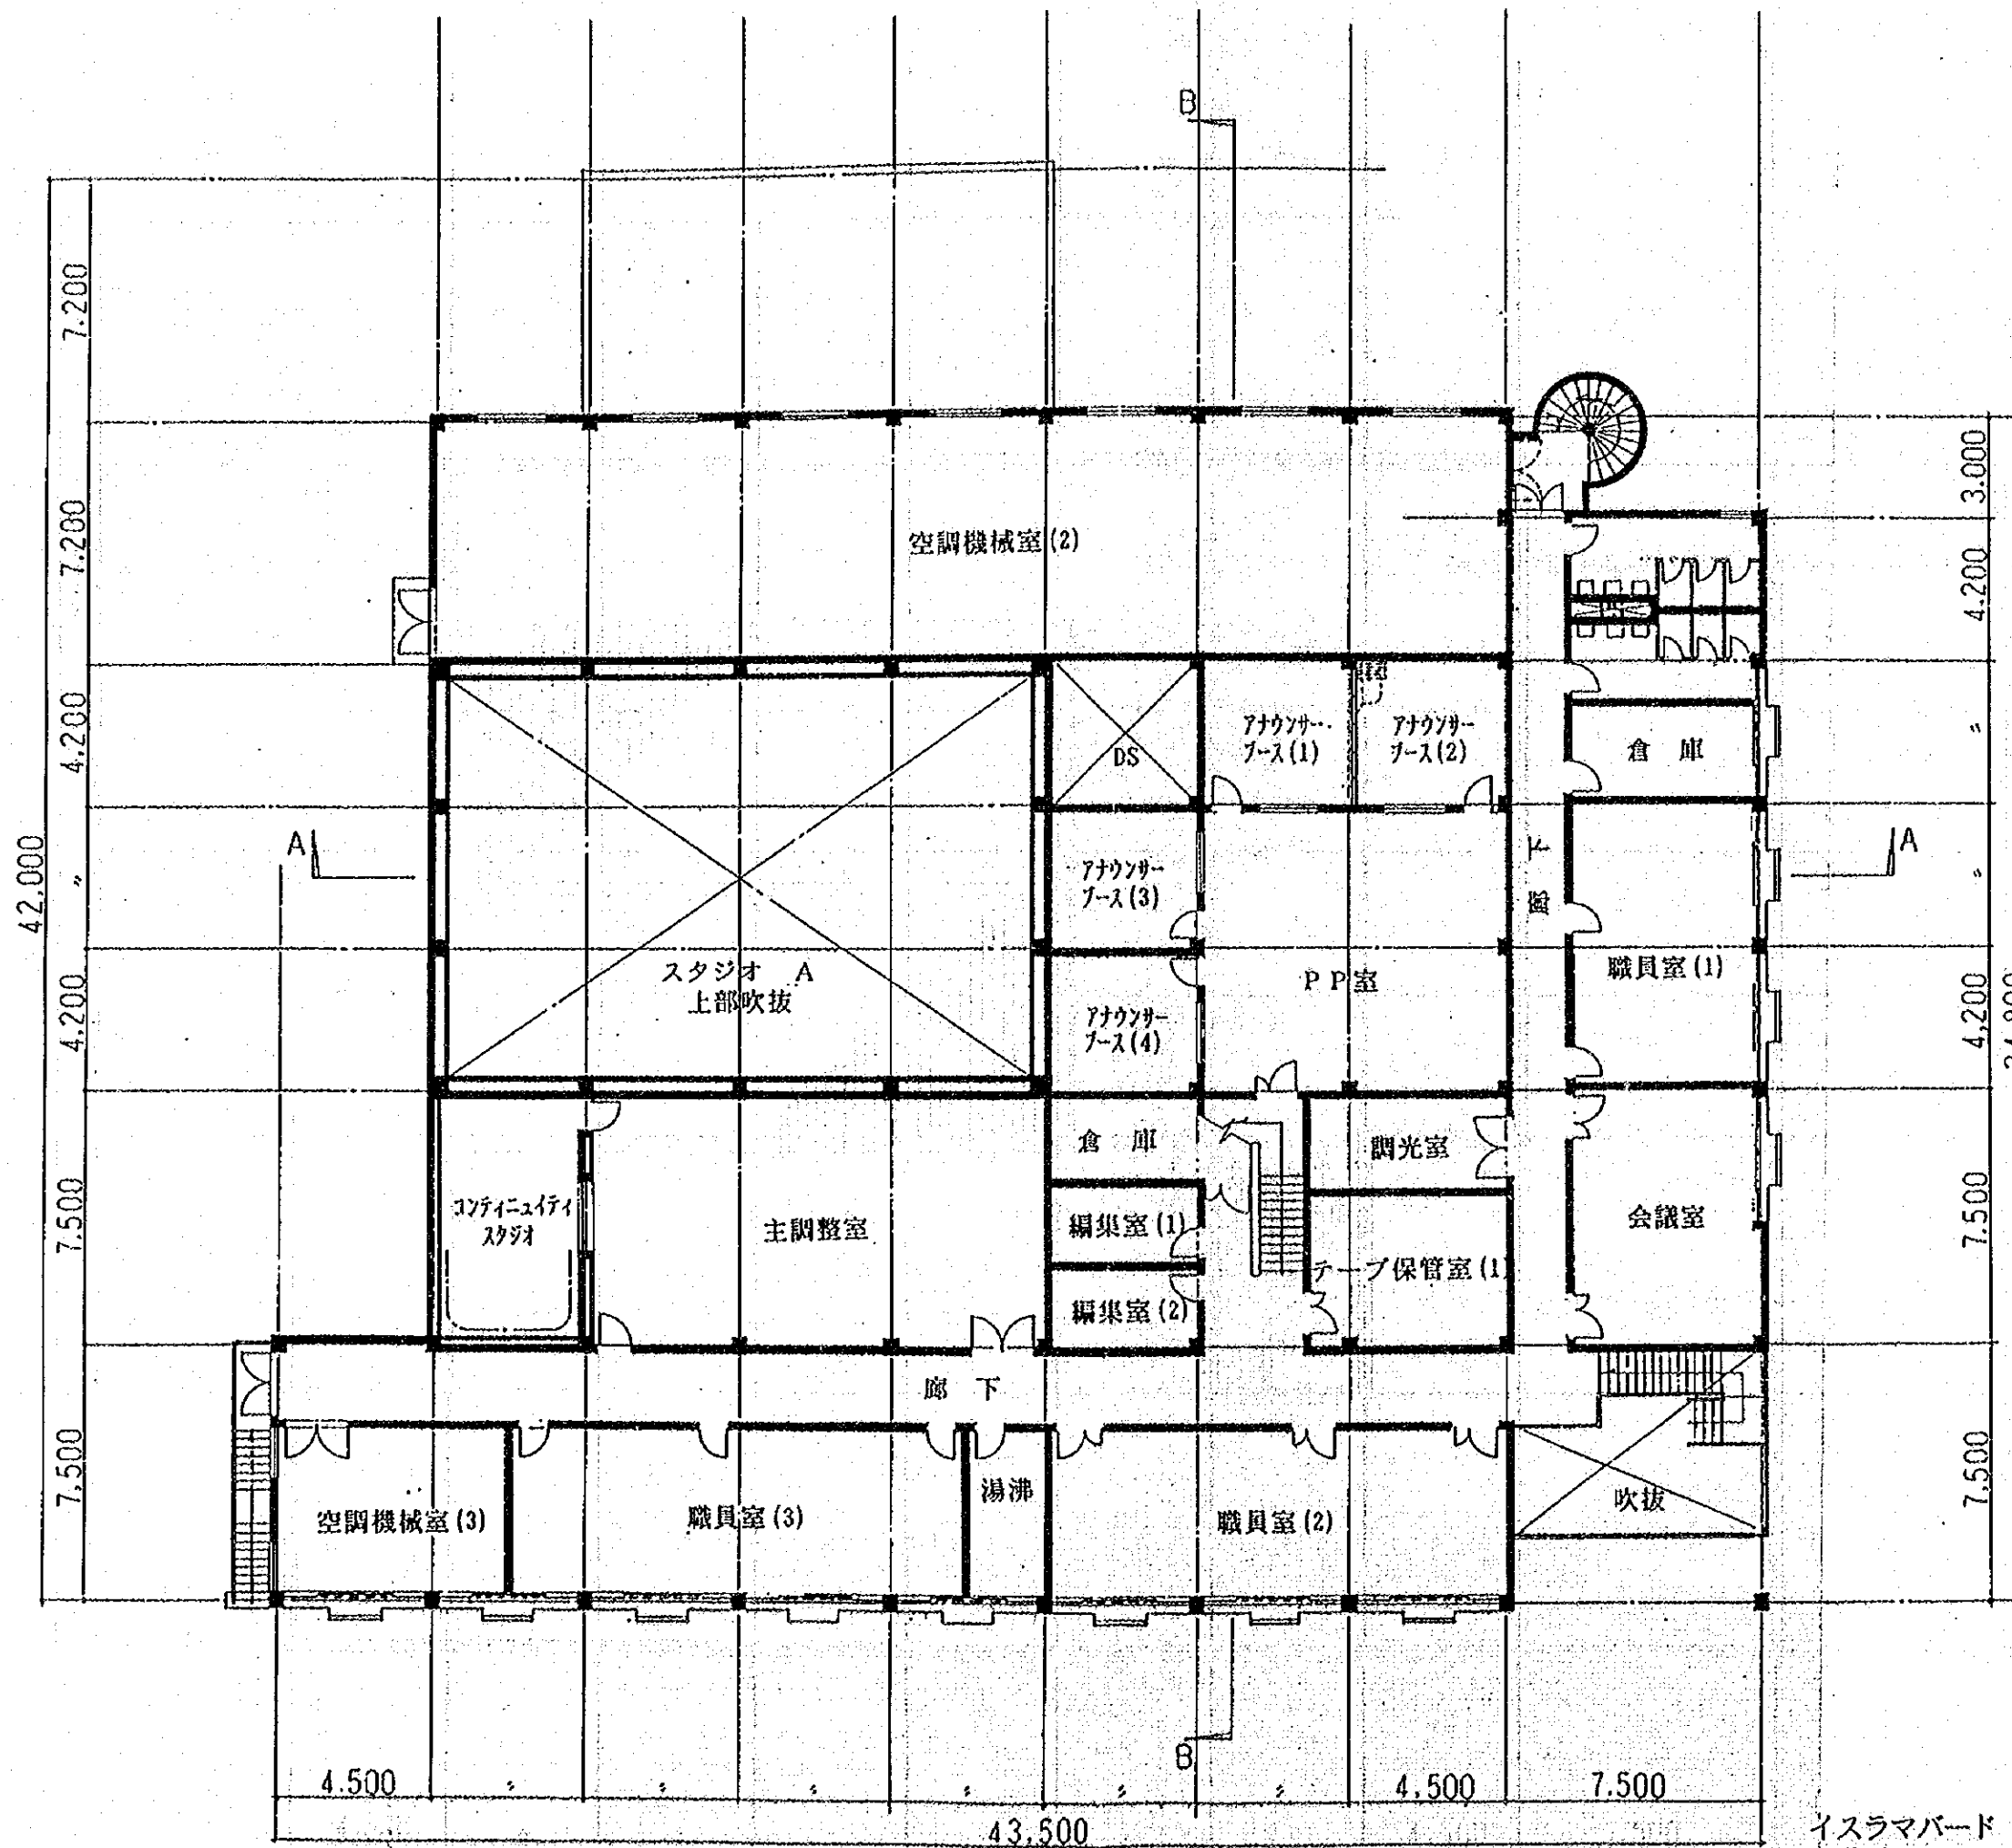 B
7.200
3.000
7.200
空調機械室(2)
4.200
4,200
アナウンサー
ブース(1)
アナウンサー
ブース(2)
DS
倉 庫
〃
A
A
42,000
〃
アナウンサー
ブース(3)
廊 下
〃
スタジオ A
上部吹抜
PP室
職員室(1)
4,200
アナウンサー
ブース(4)
4,200
倉 庫
調光室
7.500
コンティニュイティ
スタジオ
主調整室
編集室(1)
会議室
7.500
テープ保管室(1)
編集室(2)
廊 下
7,500
空調機械室(3)
職員室(3)
湯沸
職員室(2)
吹抜
7,500
B
4.500
〃
〃
〃
〃
〃
〃
4,500
7.500
43,500
イスラマバード